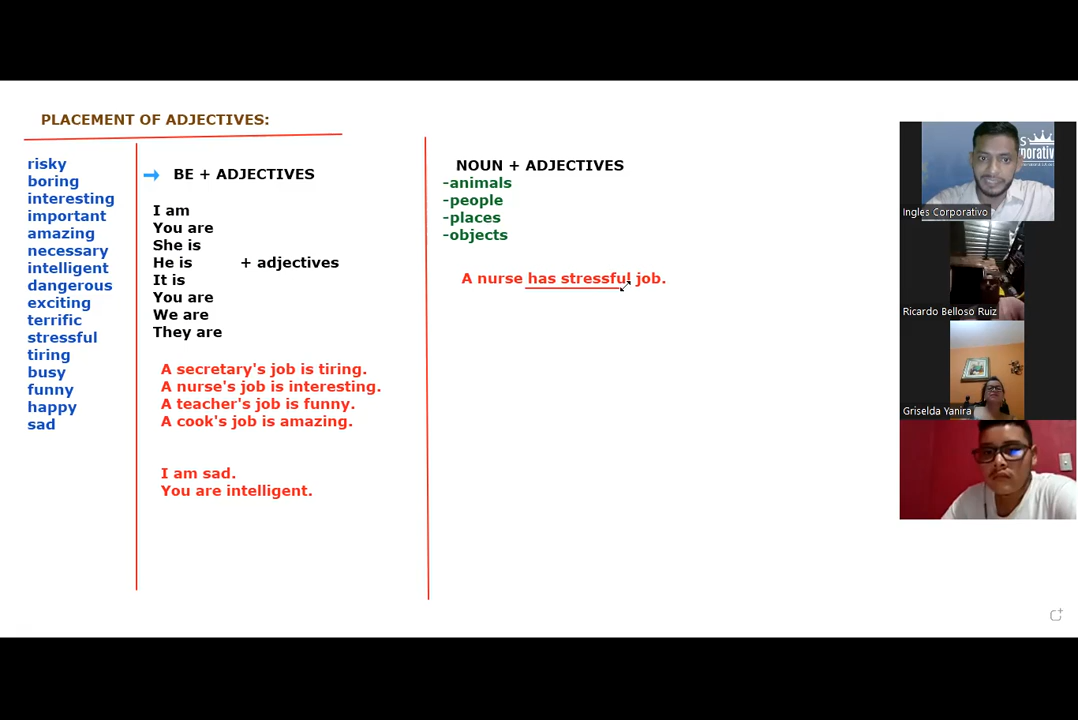 PLACEMENT OF ADJECTIVES:
risky
boring
interesting
important
amazing
necessary
intelligent
dangerous
exciting
terrific
stressful
tiring
busy
funny
happy
sad
BE + ADJECTIVES
I am
You are
She is
He is + adjectives
It is
You are
We are
They are
A secretary's job is tiring.
A nurse's job is interesting.
A teacher's job is funny.
A cook's job is amazing.
I am sad.
You are intelligent.
NOUN + ADJECTIVES
-animals
-people
-places
-objects
A nurse has stressful job.
Ingles Corporativo
Ricardo Belloso Ruiz
Griselda Yanira